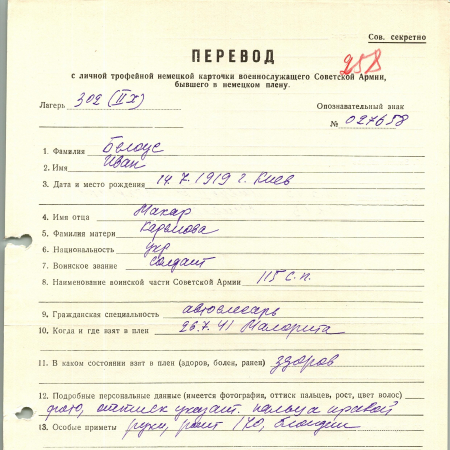 Сов. секретно
ПЕРЕВОД
258
с личной трофейной немецкой карточки военнослужащего Советской Армии,
бывшего в немецком плену.
Лагерь 302 (II X)
Опознавательный знак
№ 027658
1. Фамилия Белоус
2. Имя Иван
3. Дата и место рождения 14.7.1919 г. Киев
4. Имя отца Макар
5. Фамилия матери
6. Национальность укр
7. Воинское звание солдат
8. Наименование воинской части Советской Армии 115 с.п.
9. Гражданская специальность автослесарь
10. Когда и где взят в плен 26.7.41 Малорита
11. В каком состоянии взят в плен (здоров, болен, ранен) здоров
12. Подробные персональные данные (имеется фотография, оттиск пальцев, рост, цвет волос)
фото, оттиск указат. пальца правой
13. Особые приметы руки, рост 170, блондин